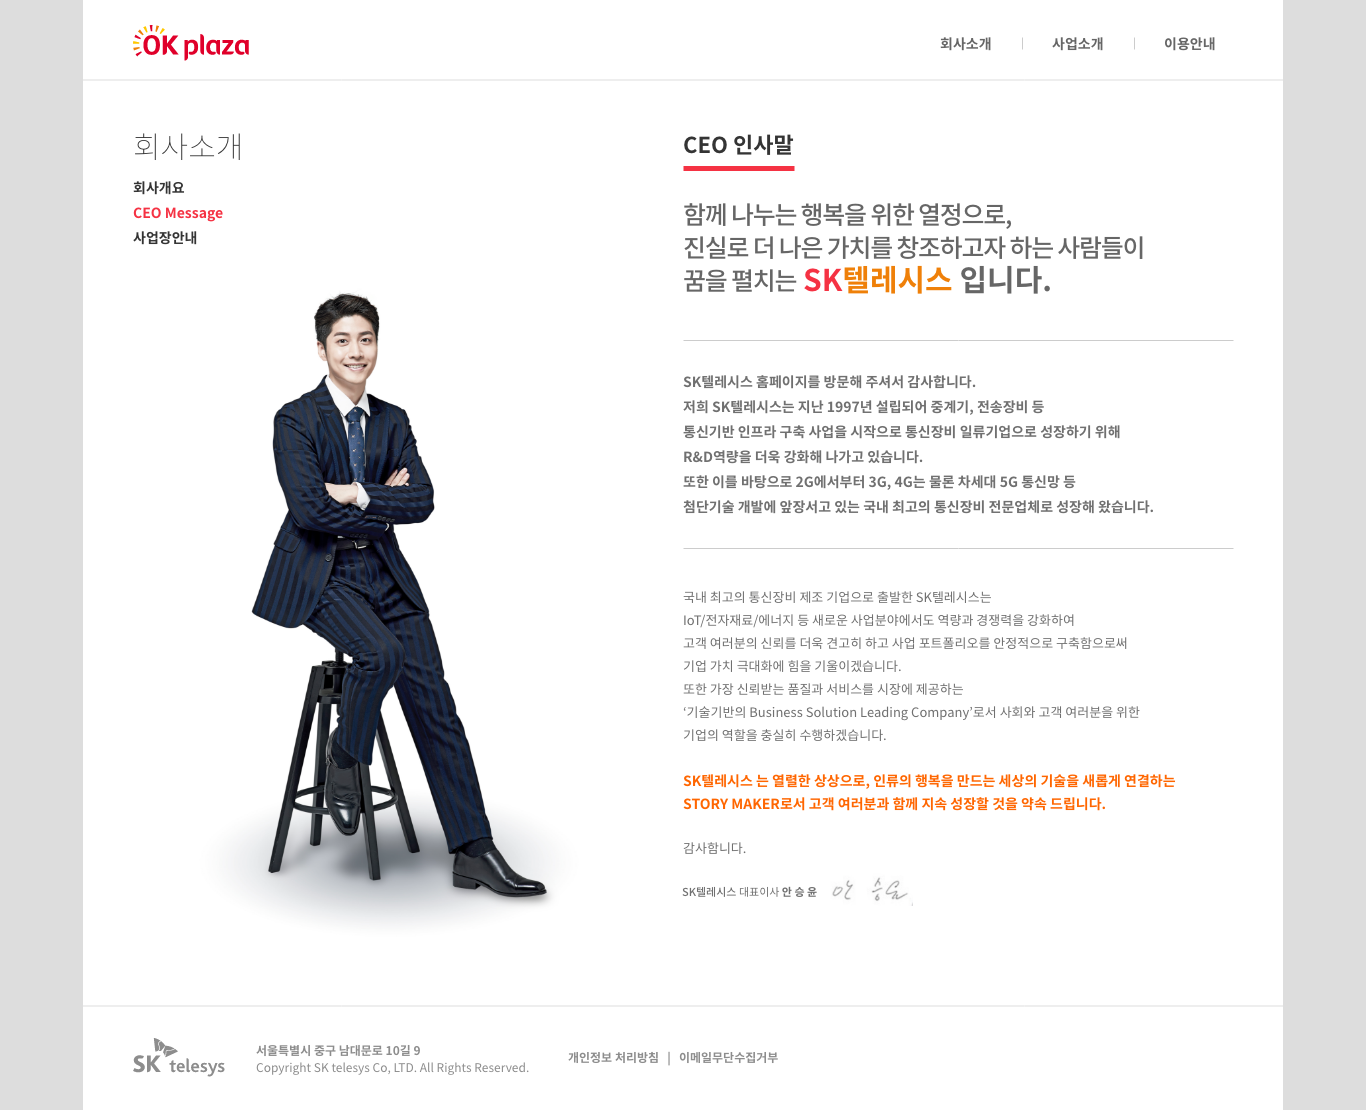 OK plaza
회사소개
사업소개
이용안내
회사소개
회사개요
CEO Message
사업장안내
CEO 인사말
함께 나누는 행복을 위한 열정으로,
진실로 더 나은 가치를 창조하고자 하는 사람들이
꿈을 펼치는 SK텔레시스 입니다.
SK텔레시스 홈페이지를 방문해 주셔서 감사합니다.
저희 SK텔레시스는 지난 1997년 설립되어 중계기, 전송장비 등
통신기반 인프라 구축 사업을 시작으로 통신장비 일류기업으로 성장하기 위해
R&D역량을 더욱 강화해 나가고 있습니다.
또한 이를 바탕으로 2G에서부터 3G, 4G는 물론 차세대 5G 통신망 등
첨단기술 개발에 앞장서고 있는 국내 최고의 통신장비 전문업체로 성장해 왔습니다.
국내 최고의 통신장비 제조 기업으로 출발한 SK텔레시스는
IoT/전자재료/에너지 등 새로운 사업분야에서도 역량과 경쟁력을 강화하여
고객 여러분의 신뢰를 더욱 견고히 하고 사업 포트폴리오를 안정적으로 구축함으로써
기업 가치 극대화에 힘을 기울이겠습니다.
또한 가장 신뢰받는 품질과 서비스를 시장에 제공하는
‘기술기반의 Business Solution Leading Company’로서 사회와 고객 여러분을 위한
기업의 역할을 충실히 수행하겠습니다.
SK텔레시스 는 열렬한 상상으로, 인류의 행복을 만드는 세상의 기술을 새롭게 연결하는
STORY MAKER로서 고객 여러분과 함께 지속 성장할 것을 약속 드립니다.
감사합니다.
SK텔레시스 대표이사 안 승 윤 안 승윤
SK telesys
서울특별시 중구 남대문로 10길 9
Copyright SK telesys Co, LTD. All Rights Reserved.
개인정보 처리방침 | 이메일무단수집거부